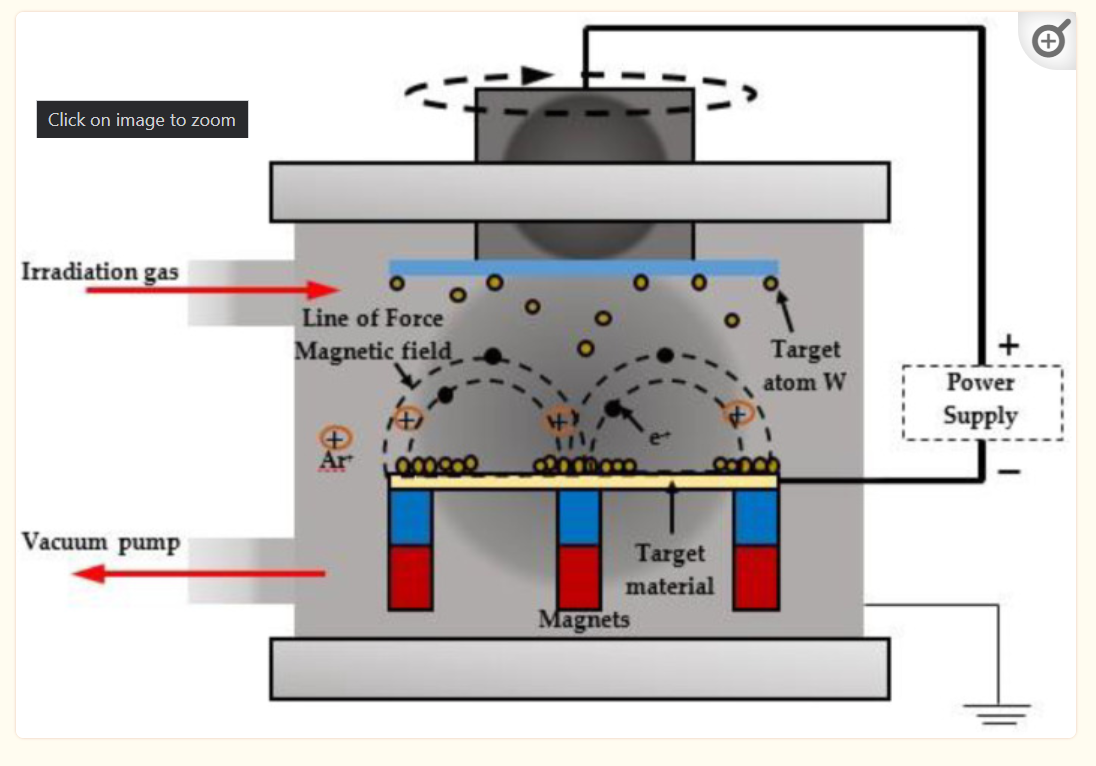 Click on image to zoom
Irradiation gas
Line of Force
Magnetic field
Target
atom W
+
Power
Supply
−
+
+
+
+
Ar⁺
e⁺
Vacuum pump
Target
material
Magnets